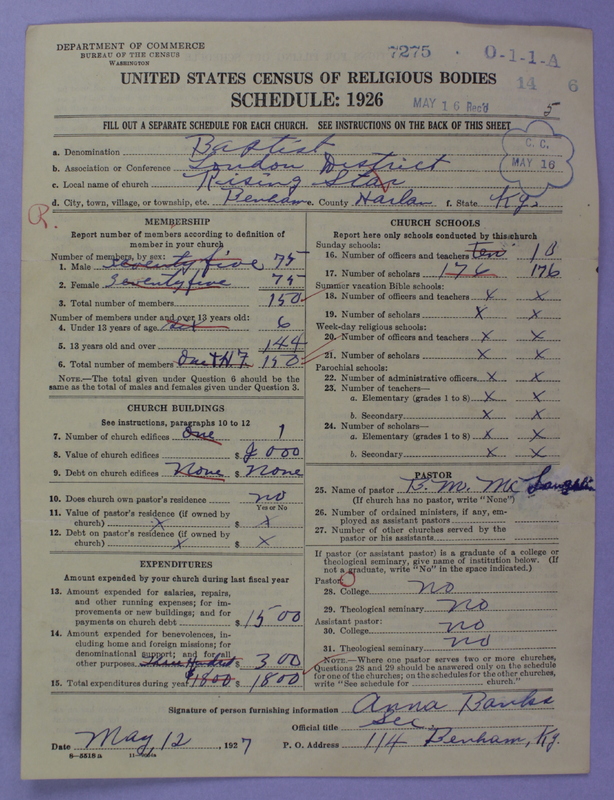 DEPARTMENT OF COMMERCE
BUREAU OF THE CENSUS
WASHINGTON
7275 . O-1-1-A
14 6
UNITED STATES CENSUS OF RELIGIOUS BODIES
SCHEDULE: 1926
MAY 16 Rec'd
5
FILL OUT A SEPARATE SCHEDULE FOR EACH CHURCH. SEE INSTRUCTIONS ON THE BACK OF THIS SHEET
C. C.
MAY 16
a. Denomination Baptist
b. Association or Conference London District
c. Local name of church Rising Star
d. City, town, village, or township, etc. Benham e. County Harlan f. State Ky.
R.
MEMBERSHIP
Report number of members according to definition of
member in your church
Number of members, by sex:
1. Male seventy five 75
2. Female Seventy five 75
3. Total number of members 150
Number of members under and over 13 years old:
4. Under 13 years of age six 6
5. 13 years old and over 144
6. Total number of members One H F 150
NOTE.—The total given under Question 6 should be the
same as the total of males and females given under Question 3.
CHURCH BUILDINGS
See instructions, paragraphs 10 to 12
7. Number of church edifices One 1
8. Value of church edifices $ 000
9. Debt on church edifices None $ None
10. Does church own pastor's residence no
Yes or No
11. Value of pastor's residence (if owned by
church) x $ x
12. Debt on pastor's residence (if owned by
church) x $ x
EXPENDITURES
Amount expended by your church during last fiscal year
13. Amount expended for salaries, repairs,
and other running expenses; for im-
provements or new buildings; and for
payments on church debt $ 1500
14. Amount expended for benevolences, in-
cluding home and foreign missions; for
denominational support; and for all
other purposes Three Hundred $ 300
15. Total expenditures during year $1800 $ 1800
CHURCH SCHOOLS
Report here only schools conducted by this church
Sunday schools:
16. Number of officers and teachers ten 10
17. Number of scholars 176 176
Summer vacation Bible schools:
18. Number of officers and teachers x x
19. Number of scholars x x
Week-day religious schools:
20. Number of officers and teachers x x
21. Number of scholars x x
Parochial schools:
22. Number of administrative officers x x
23. Number of teachers—
a. Elementary (grades 1 to 8) x x
b. Secondary x x
24. Number of scholars—
a. Elementary (grades 1 to 8) x x
b. Secondary x x
PASTOR
25. Name of pastor B. M. McLaughlin
(If church has no pastor, write "None")
26. Number of ordained ministers, if any, em-
ployed as assistant pastors
27. Number of other churches served by the
pastor or his assistants
If pastor (or assistant pastor) is a graduate of a college or
theological seminary, give name of institution below. (If
not a graduate, write "No" in the space indicated.)
Pastor:
28. College no
29. Theological seminary no
Assistant pastor:
30. College no
31. Theological seminary no
NOTE.—Where one pastor serves two or more churches,
Questions 28 and 29 should be answered only on the schedule
for one of the churches; on the schedules for the other churches,
write "See schedule for church."
Signature of person furnishing information Anna Banks
Official title Sec
Date May, 12, 1927 P. O. Address 114 Benham, Ky.
8—5518 a